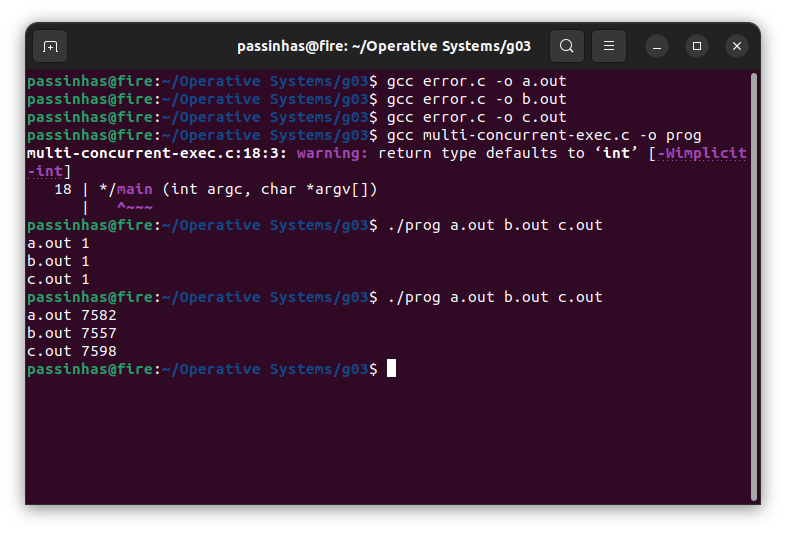 passinhas@fire: ~/Operative Systems/g03
passinhas@fire:~/Operative Systems/g03$ gcc error.c -o a.out
passinhas@fire:~/Operative Systems/g03$ gcc error.c -o b.out
passinhas@fire:~/Operative Systems/g03$ gcc error.c -o c.out
passinhas@fire:~/Operative Systems/g03$ gcc multi-concurrent-exec.c -o prog
multi-concurrent-exec.c:18:3: warning: return type defaults to ‘int’ [-Wimplicit
-int]
   18 | */main (int argc, char *argv[])
      |   ^~~~
passinhas@fire:~/Operative Systems/g03$ ./prog a.out b.out c.out
a.out 1
b.out 1
c.out 1
passinhas@fire:~/Operative Systems/g03$ ./prog a.out b.out c.out
a.out 7582
b.out 7557
c.out 7598
passinhas@fire:~/Operative Systems/g03$